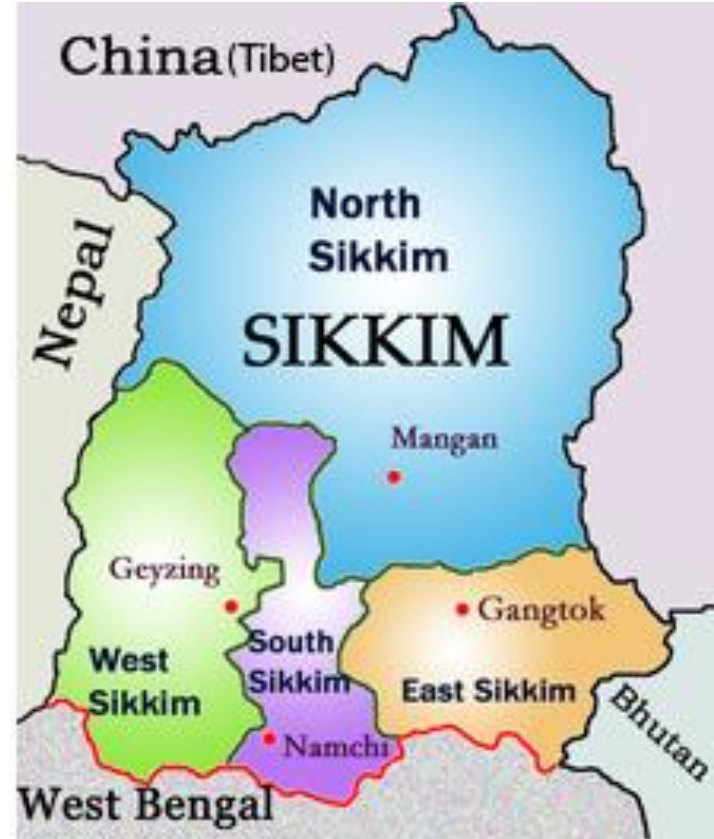 China (Tibet)
Nepal
North
Sikkim
SIKKIM
Mangan
Geyzing
Gangtok
West
Sikkim
South
Sikkim
East Sikkim
Bhutan
Namchi
West Bengal